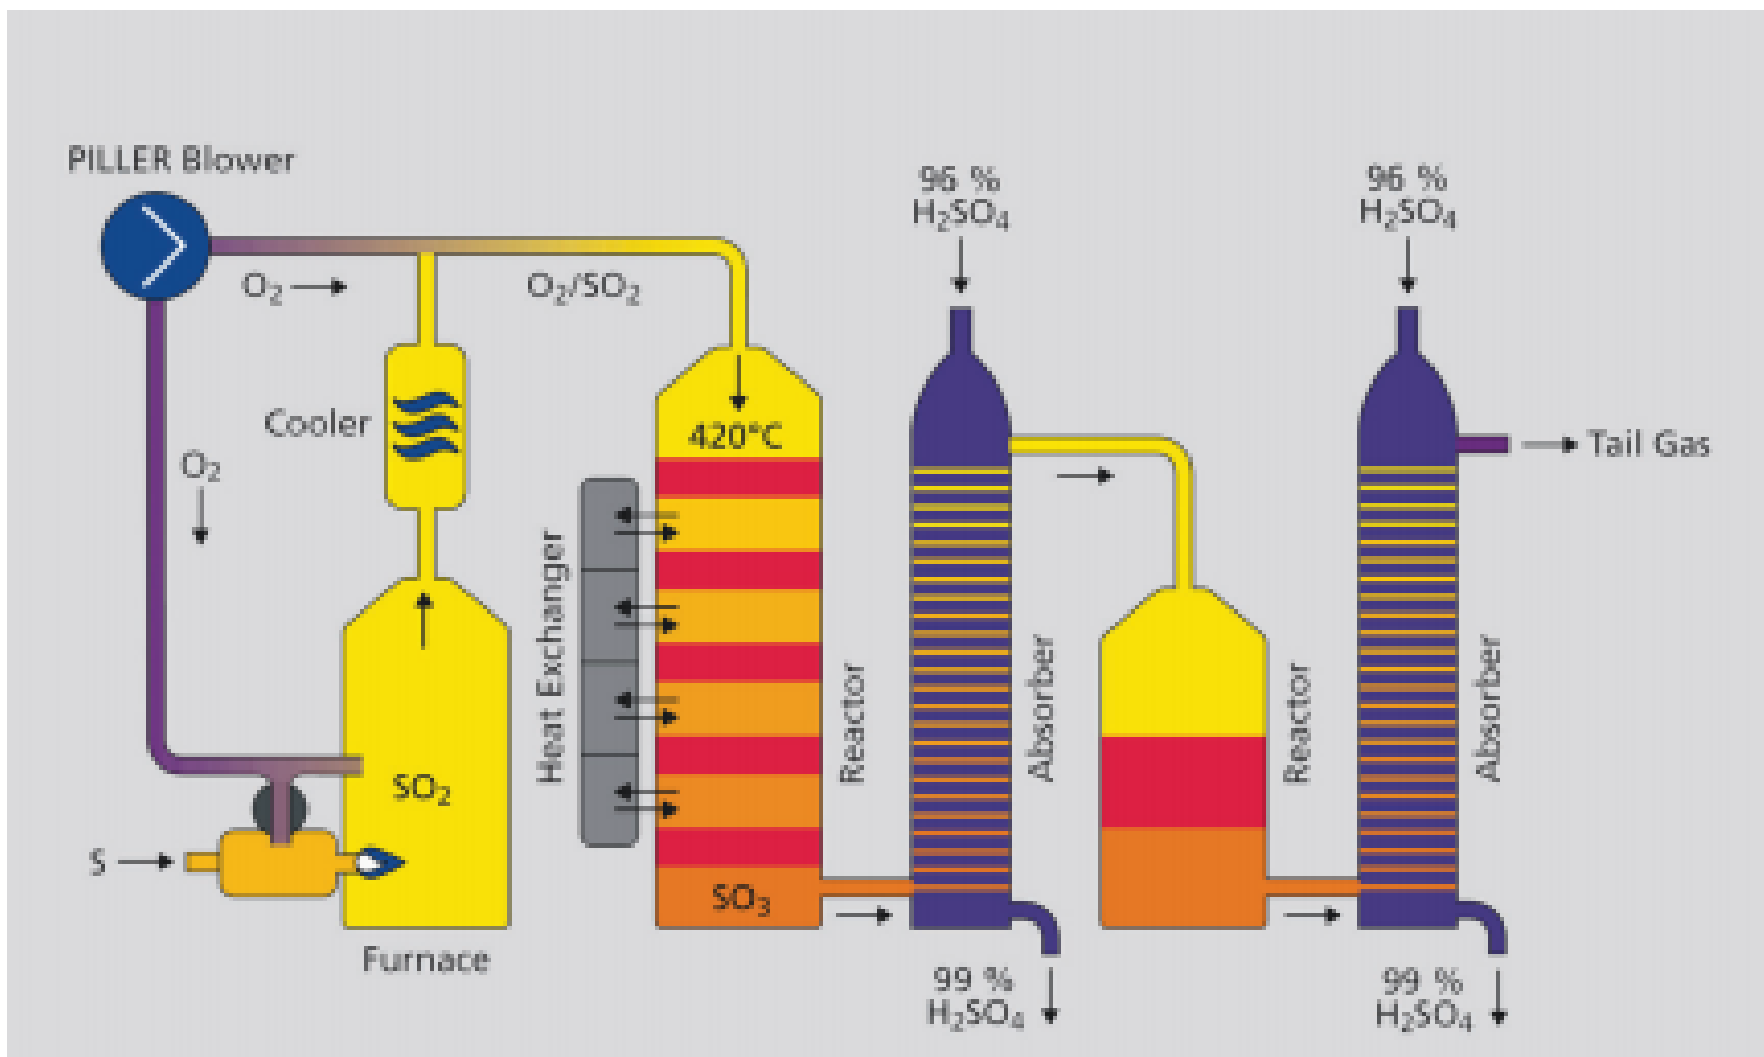 PILLER Blower
96 %
H₂SO₄
96 %
H₂SO₄
O₂
O₂/SO₂
Cooler
420°C
Tail Gas
O₂
Heat Exchanger
Reactor
Absorber
Reactor
Absorber
SO₂
S
SO₃
Furnace
99 %
H₂SO₄
99 %
H₂SO₄